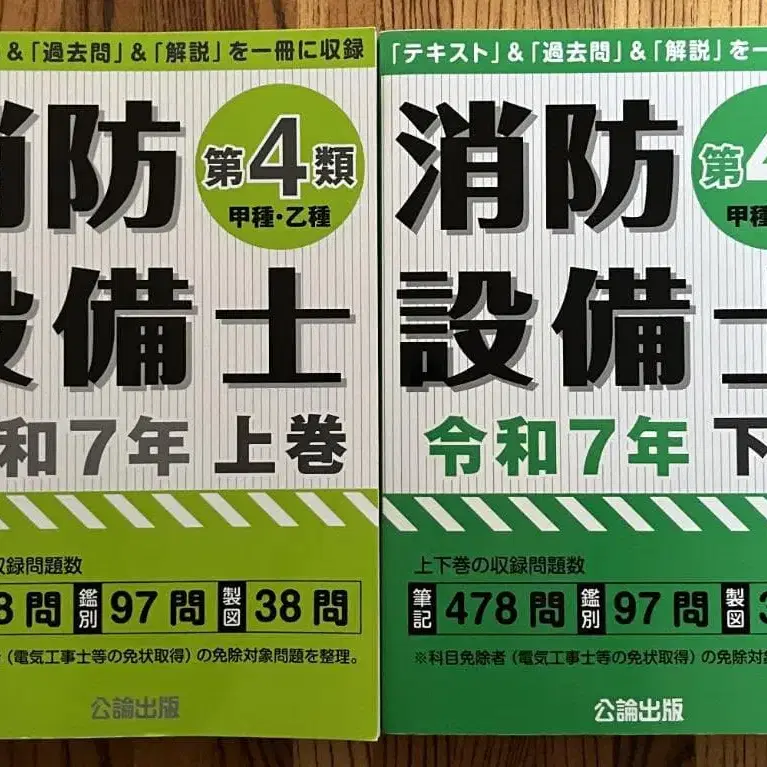 &「過去問」&「解説」を一冊に収録
消防
第4類
甲種・乙種
設備士
和7年 上巻
収録問題数
8問 鑑別 97問 製図 38問
(電気工事士等の免状取得)の免除対象問題を整理。
公論出版
「テキスト」&「過去問」&「解説」を一
消防
第4
甲種
設備士
令和7年 下
上下巻の収録問題数
筆記 478問 鑑別 97問 製図 3
※科目免除者(電気工事士等の免状取得)の免除対
公論出版